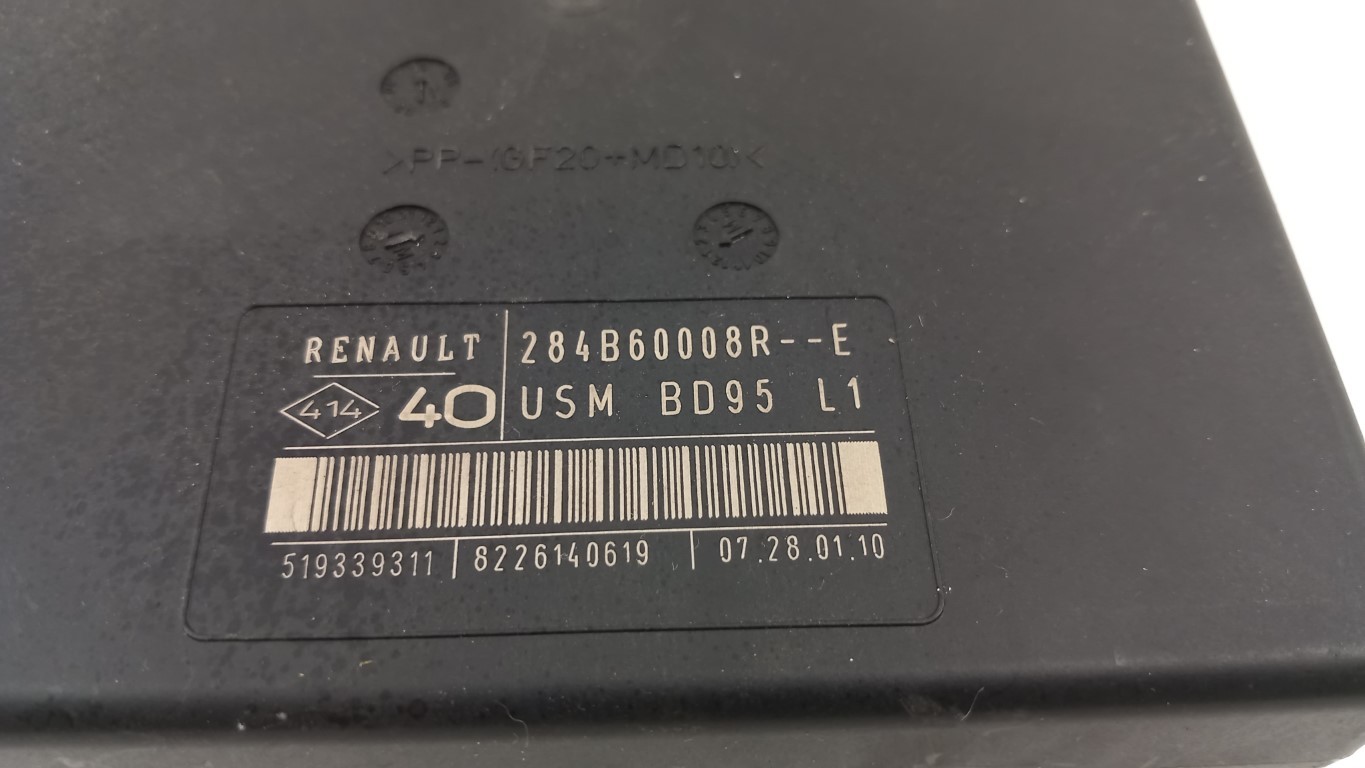 >PP-(GF20+MD10)<
RENAULT
284B60008R--E
414
40
USM BD95 L1
519339311
8226140619
07.28.01.10